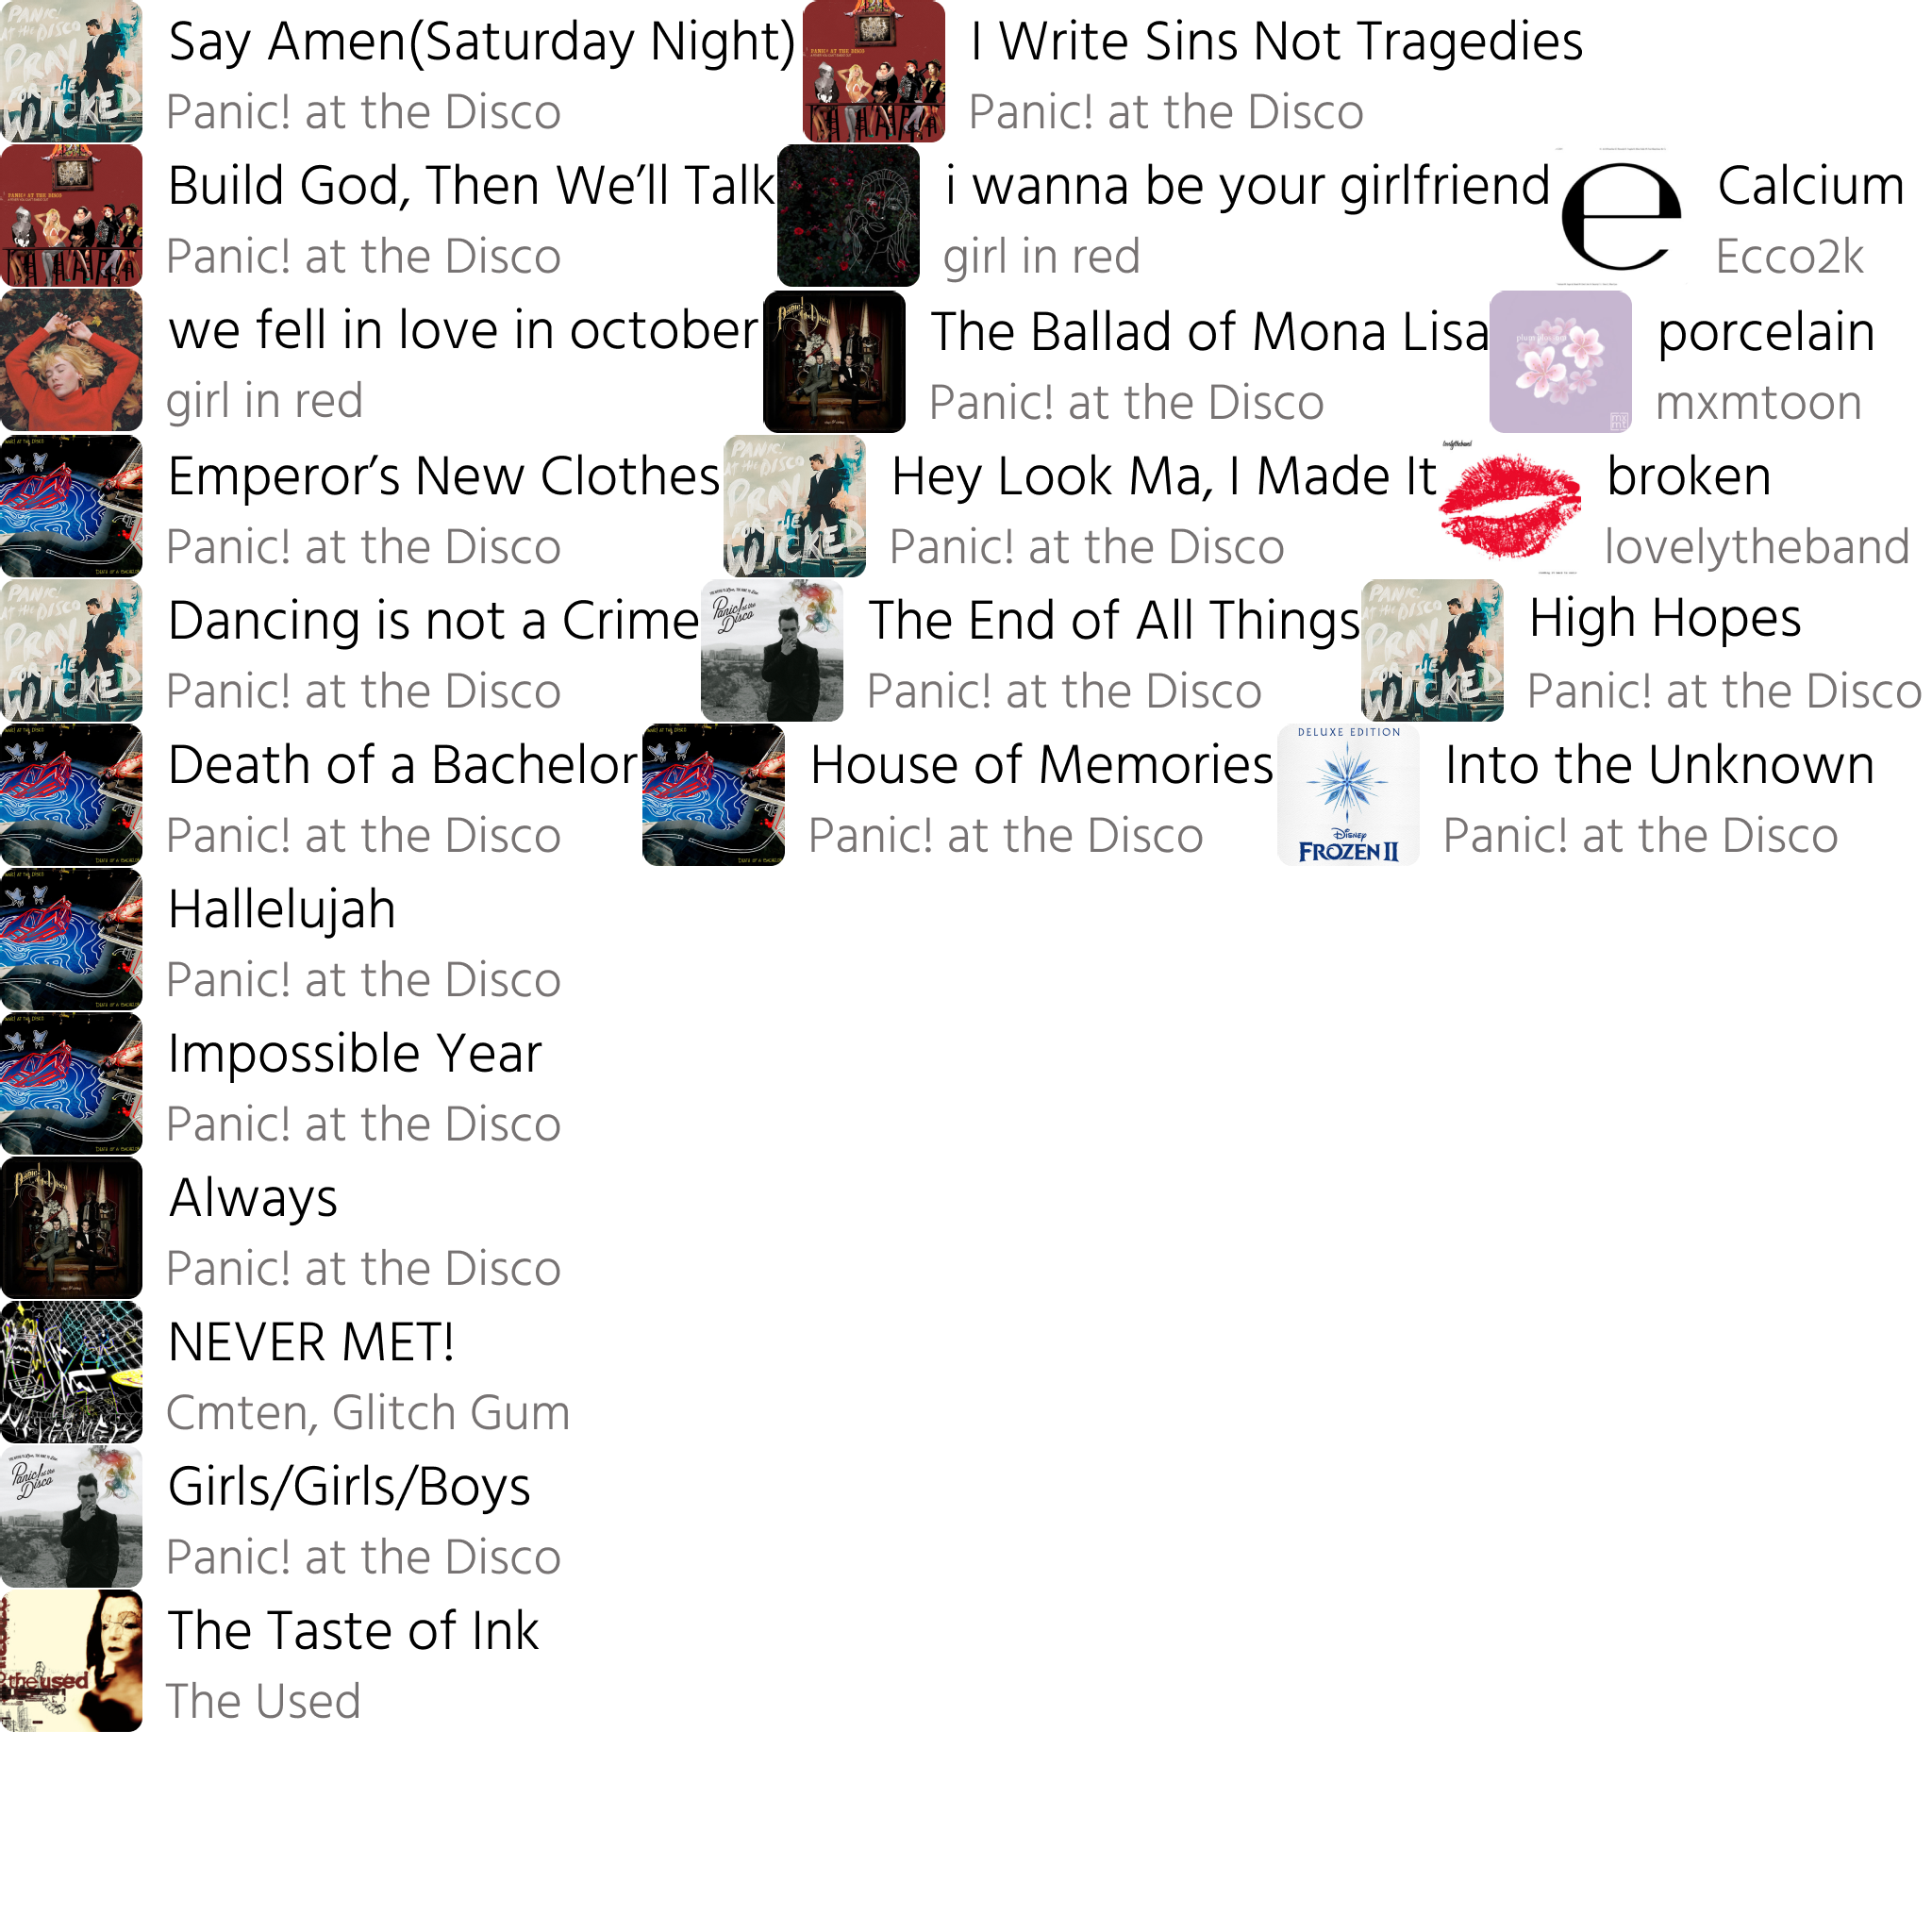 Say Amen(Saturday Night)
Panic! at the Disco
I Write Sins Not Tragedies
Panic! at the Disco
Build God, Then We’ll Talk
Panic! at the Disco
i wanna be your girlfriend
girl in red
Calcium
Ecco2k
we fell in love in october
girl in red
The Ballad of Mona Lisa
Panic! at the Disco
porcelain
mxmtoon
Emperor’s New Clothes
Panic! at the Disco
Hey Look Ma, I Made It
Panic! at the Disco
broken
lovelytheband
Dancing is not a Crime
Panic! at the Disco
The End of All Things
Panic! at the Disco
High Hopes
Panic! at the Disco
Death of a Bachelor
Panic! at the Disco
House of Memories
Panic! at the Disco
DELUXE EDITION
Disney
FROZEN II
Into the Unknown
Panic! at the Disco
Hallelujah
Panic! at the Disco
Impossible Year
Panic! at the Disco
Always
Panic! at the Disco
NEVER MET!
Cmten, Glitch Gum
Girls/Girls/Boys
Panic! at the Disco
the used
The Taste of Ink
The Used